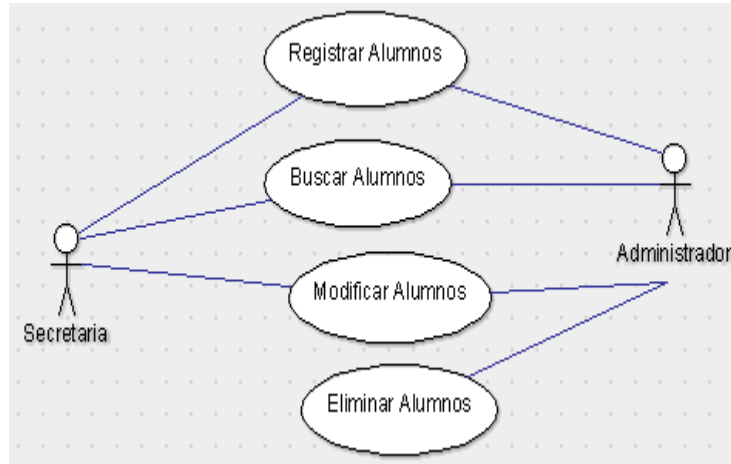 Registrar Alumnos
Buscar Alumnos
Administrador
Modificar Alumnos
Secretaria
Eliminar Alumnos